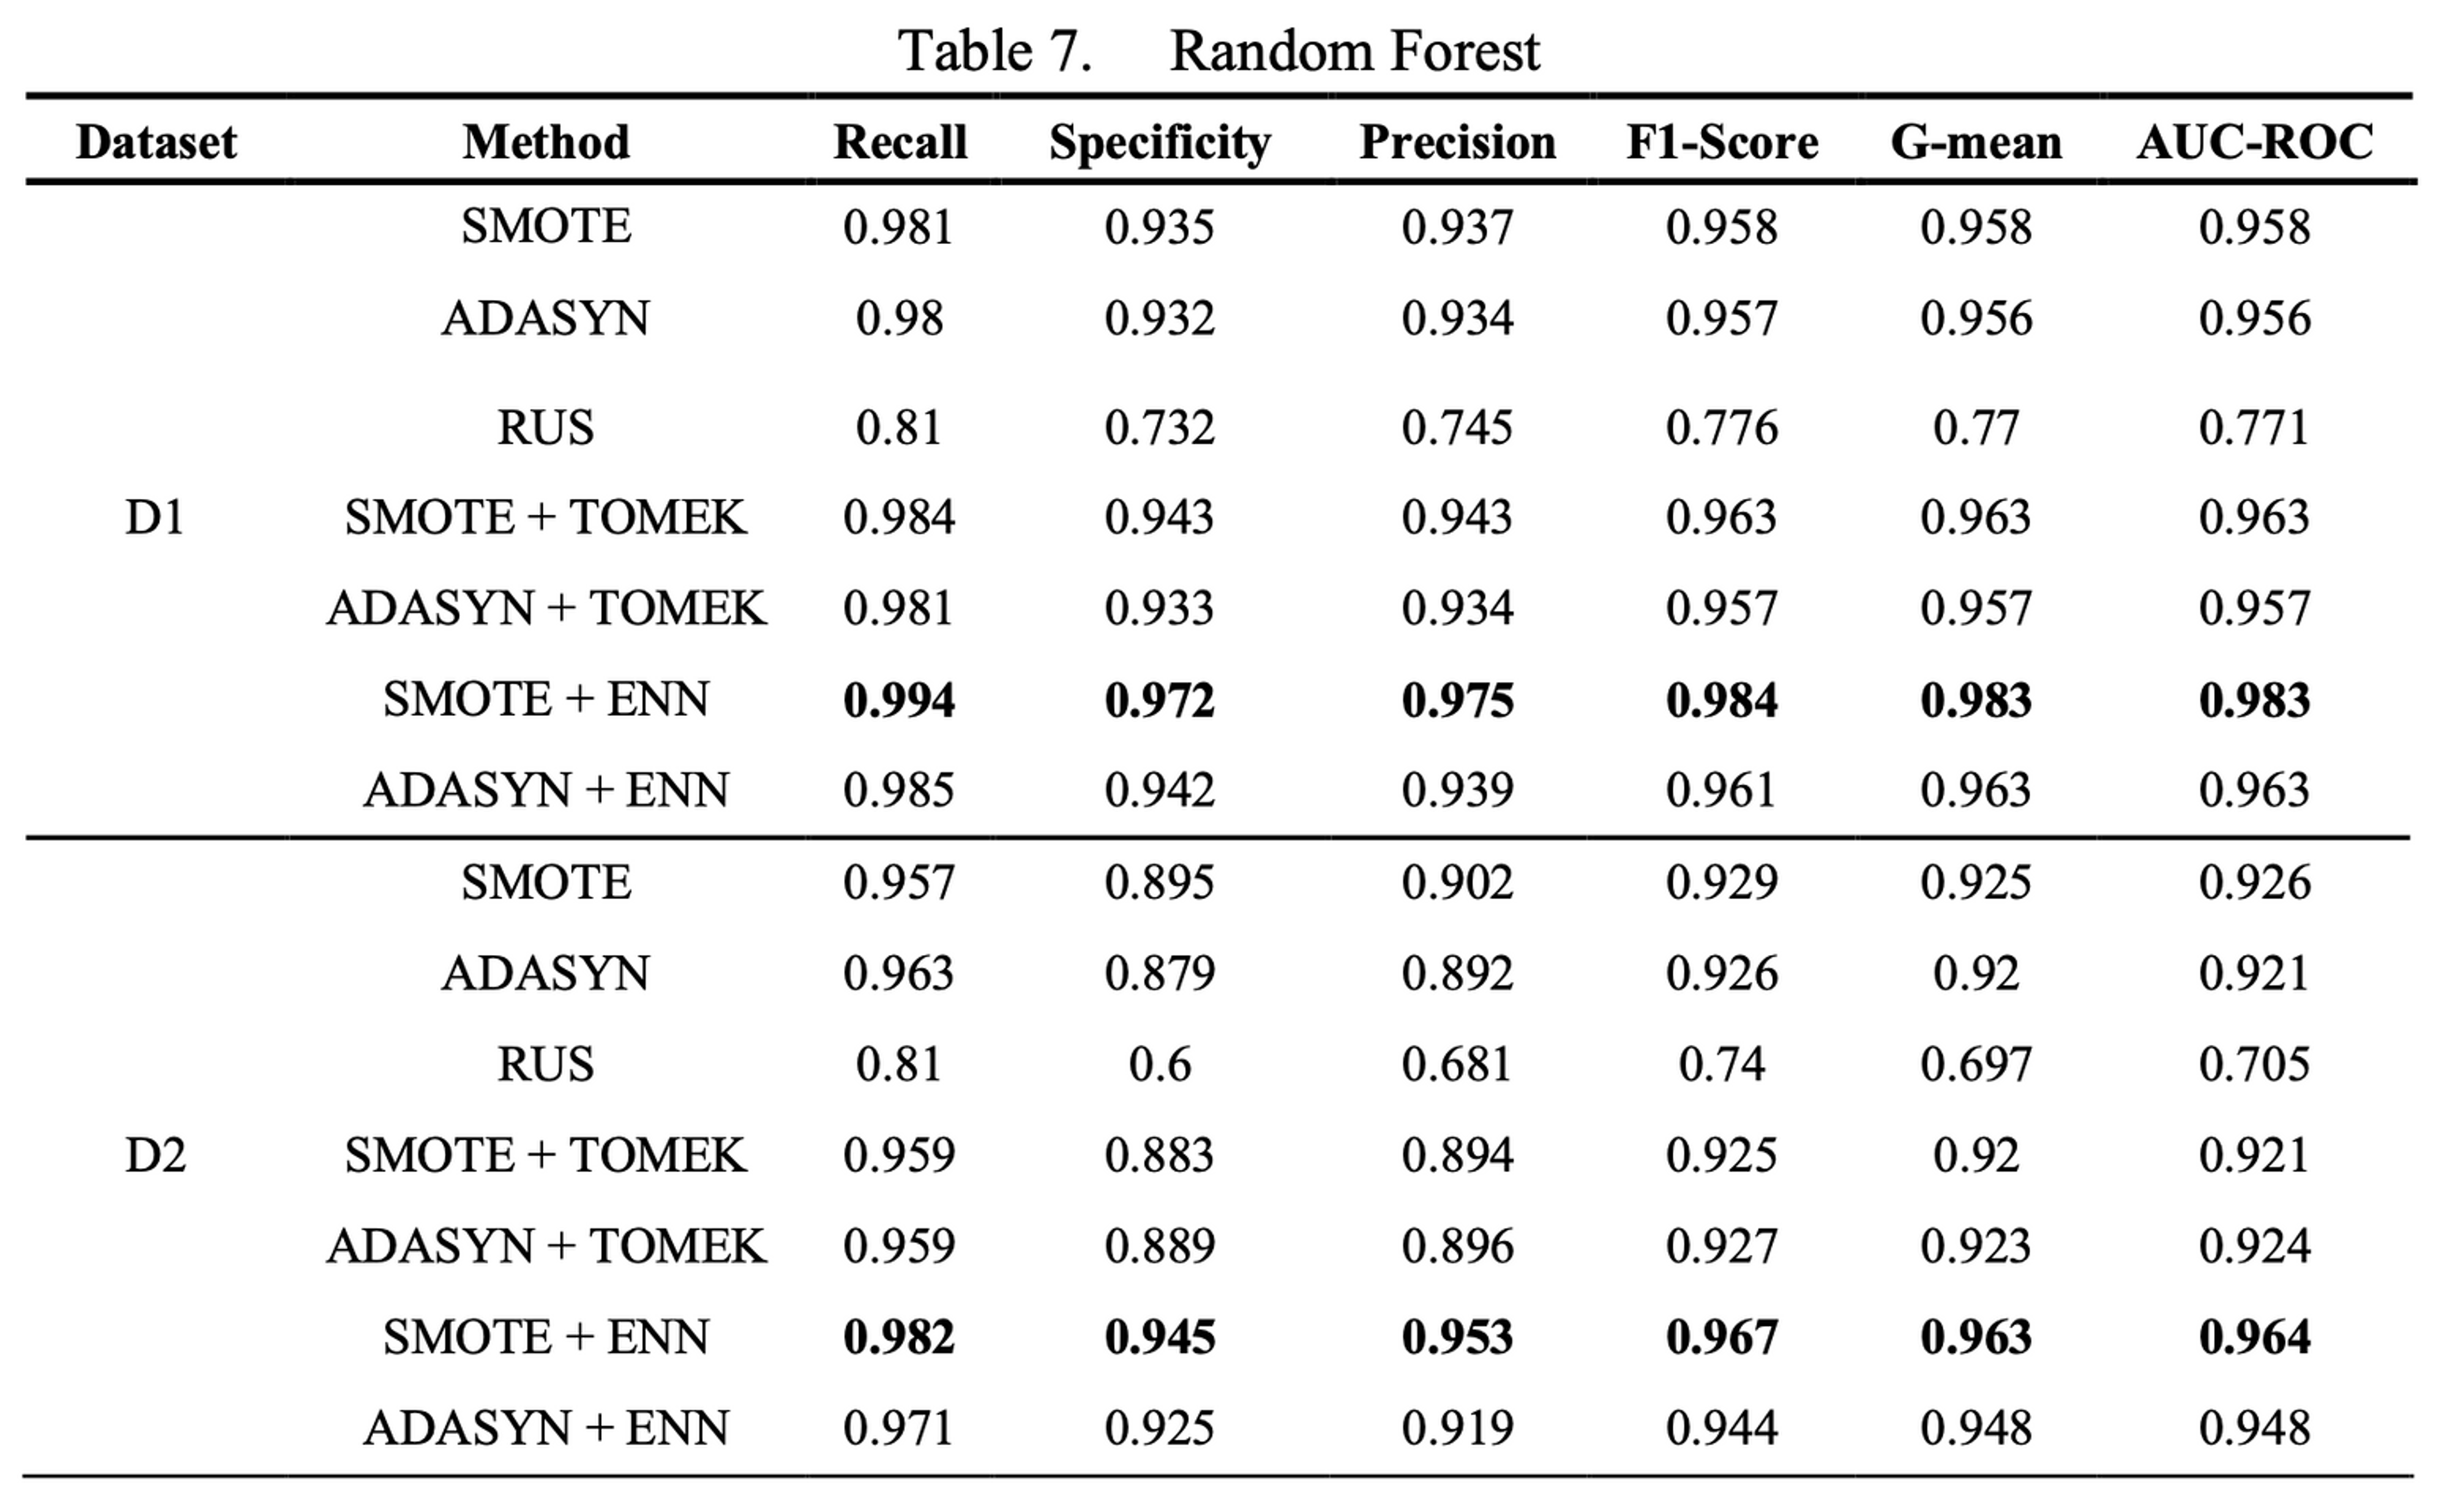 Table 7. Random Forest
Dataset Method Recall Specificity Precision F1-Score G-mean AUC-ROC
SMOTE 0.981 0.935 0.937 0.958 0.958 0.958
ADASYN 0.98 0.932 0.934 0.957 0.956 0.956
RUS 0.81 0.732 0.745 0.776 0.77 0.771
D1 SMOTE + TOMEK 0.984 0.943 0.943 0.963 0.963 0.963
ADASYN + TOMEK 0.981 0.933 0.934 0.957 0.957 0.957
SMOTE + ENN 0.994 0.972 0.975 0.984 0.983 0.983
ADASYN + ENN 0.985 0.942 0.939 0.961 0.963 0.963
SMOTE 0.957 0.895 0.902 0.929 0.925 0.926
ADASYN 0.963 0.879 0.892 0.926 0.92 0.921
RUS 0.81 0.6 0.681 0.74 0.697 0.705
D2 SMOTE + TOMEK 0.959 0.883 0.894 0.925 0.92 0.921
ADASYN + TOMEK 0.959 0.889 0.896 0.927 0.923 0.924
SMOTE + ENN 0.982 0.945 0.953 0.967 0.963 0.964
ADASYN + ENN 0.971 0.925 0.919 0.944 0.948 0.948